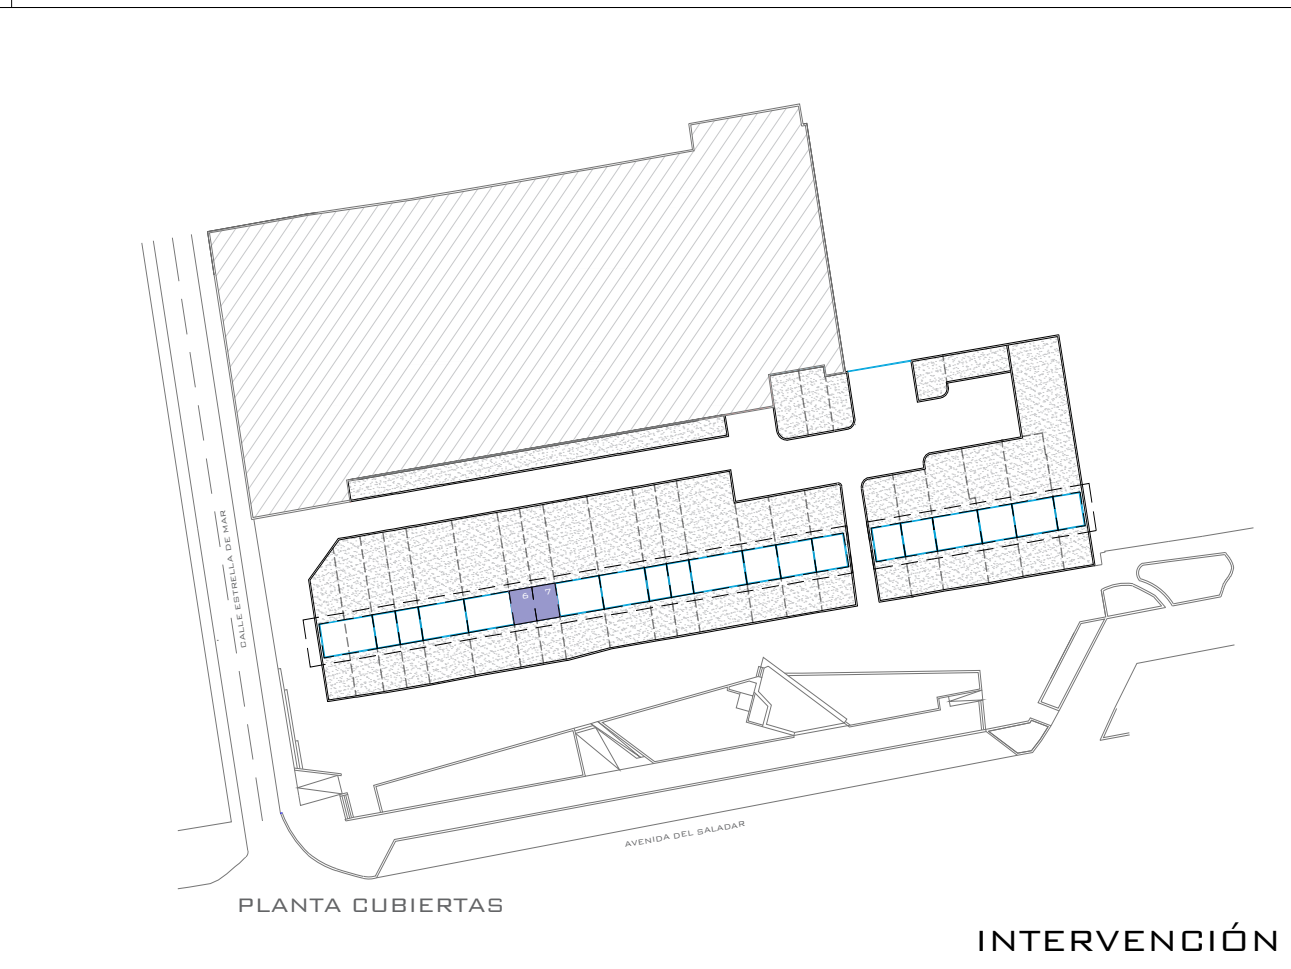 CALLE ESTRELLA DE MAR
6
7
AVENIDA DEL SALADAR
PLANTA CUBIERTAS
INTERVENCIÓN